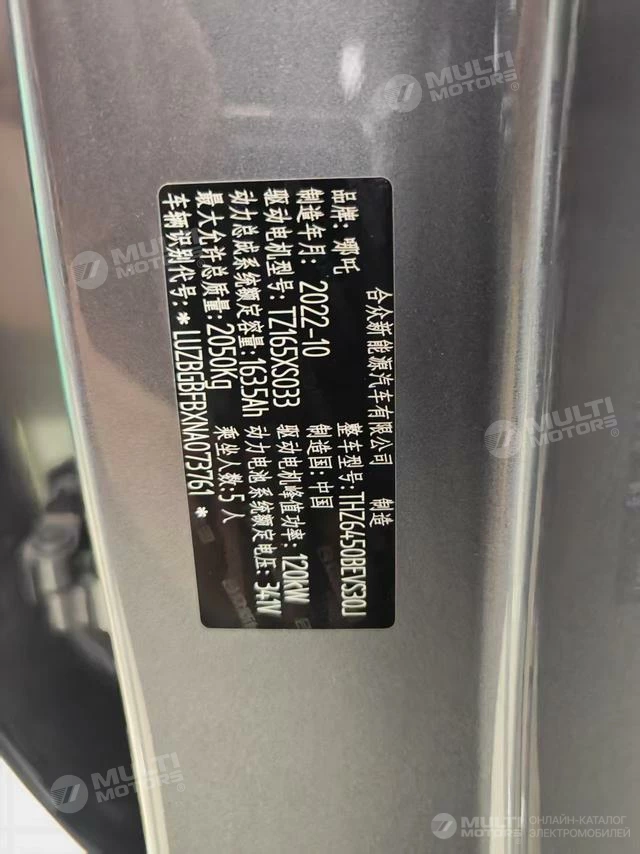 合众新能源汽车有限公司 制造
品牌: 哪吒 整车型号: THZ6450BEVS30J
制造年月: 2022-10 制造国: 中国
驱动电机型号: TZ165XS033 驱动电机峰值功率: 120kW
动力总成系统额定容量: 163.5Ah 动力电池系统额定电压: 341V
最大允许总质量: 2050Kg 乘坐人数: 5人
车辆识别代号: * LUZBGBFBXNA073761 *
MULTI MOTORS
MULTI MOTORS
MULTI MOTORS
MULTI MOTORS
MULTI MOTORS ОНЛАЙН-КАТАЛОГ ЭЛЕКТРОМОБИЛЕЙ